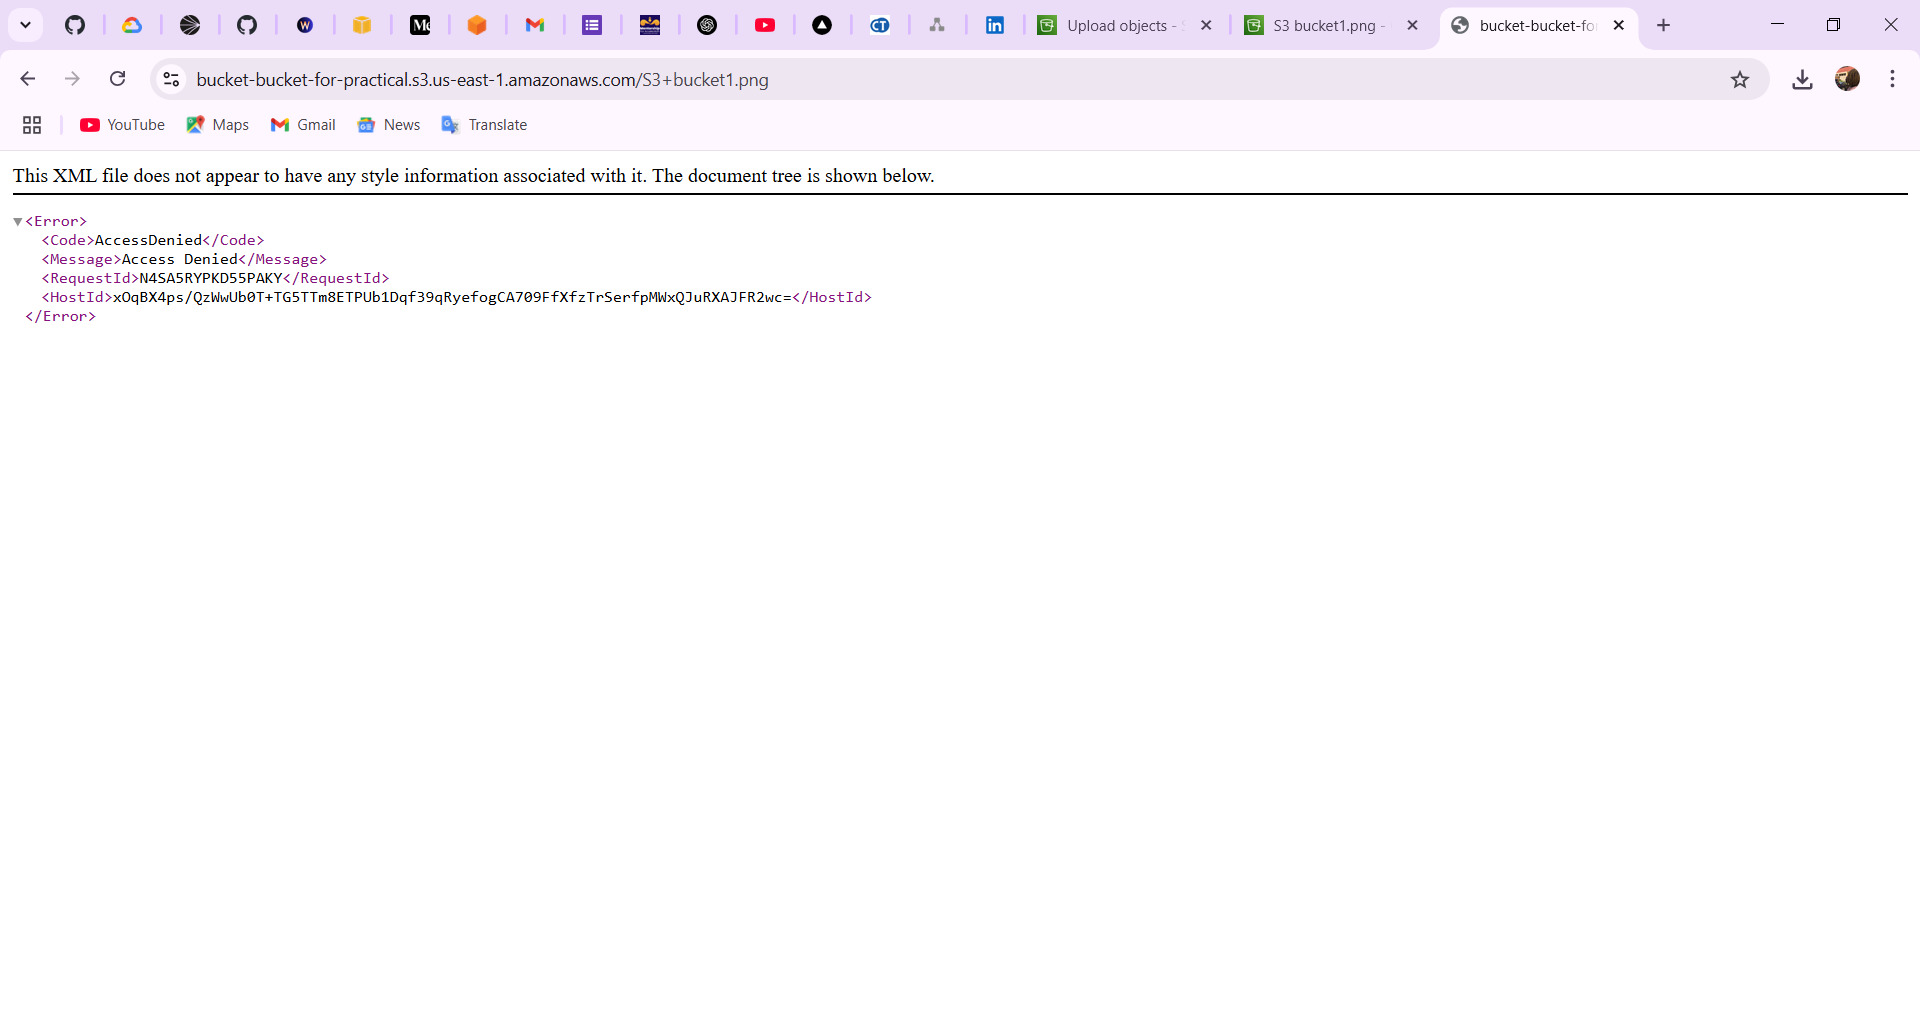 W
Me
CT
in
Upload objects - S
S3 bucket1.png -
bucket-bucket-fo
bucket-bucket-for-practical.s3.us-east-1.amazonaws.com/S3+bucket1.png
YouTube
Maps
Gmail
News
Translate
This XML file does not appear to have any style information associated with it. The document tree is shown below.
▼<Error>
<Code>AccessDenied</Code>
<Message>Access Denied</Message>
<RequestId>N4SA5RYPKD55PAKY</RequestId>
<HostId>xOqBX4ps/QzWwUb0T+TG5TTm8ETPUb1Dqf39qRyefogCA709FfXfzTrSerfpMWxQJuRXAJFR2wc=</HostId>
</Error>